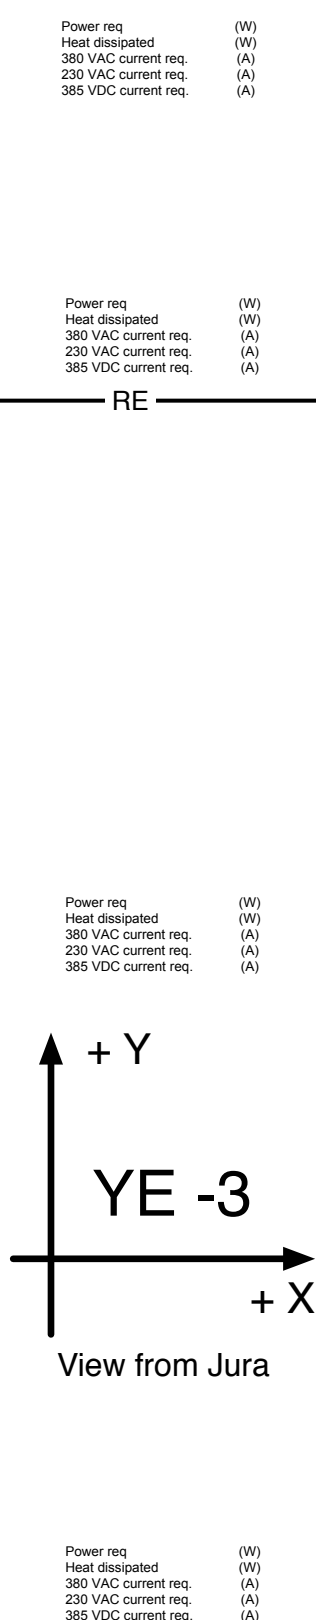 Power req (W)
Heat dissipated (W)
380 VAC current req. (A)
230 VAC current req. (A)
385 VDC current req. (A)
Power req (W)
Heat dissipated (W)
380 VAC current req. (A)
230 VAC current req. (A)
385 VDC current req. (A)
RE
Power req (W)
Heat dissipated (W)
380 VAC current req. (A)
230 VAC current req. (A)
385 VDC current req. (A)
+ Y
YE -3
+ X
View from Jura
Power req (W)
Heat dissipated (W)
380 VAC current req. (A)
230 VAC current req. (A)
385 VDC current req. (A)